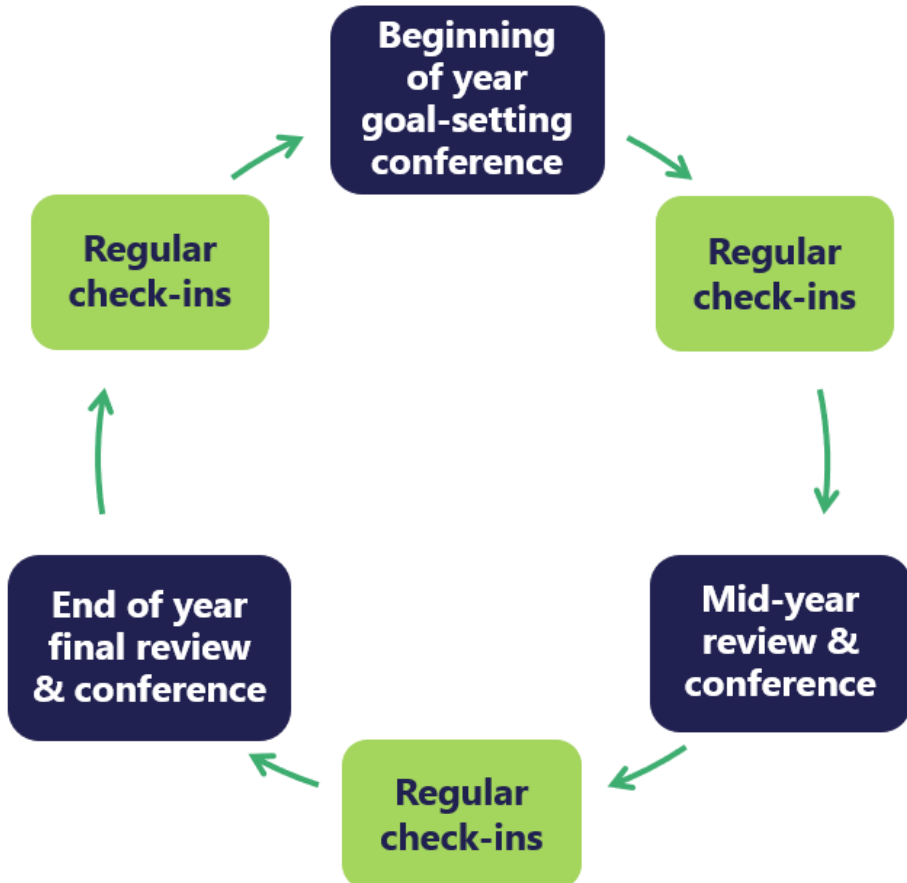 Beginning
of year
goal-setting
conference
Regular
check-ins
Mid-year
review &
conference
Regular
check-ins
End of year
final review
& conference
Regular
check-ins